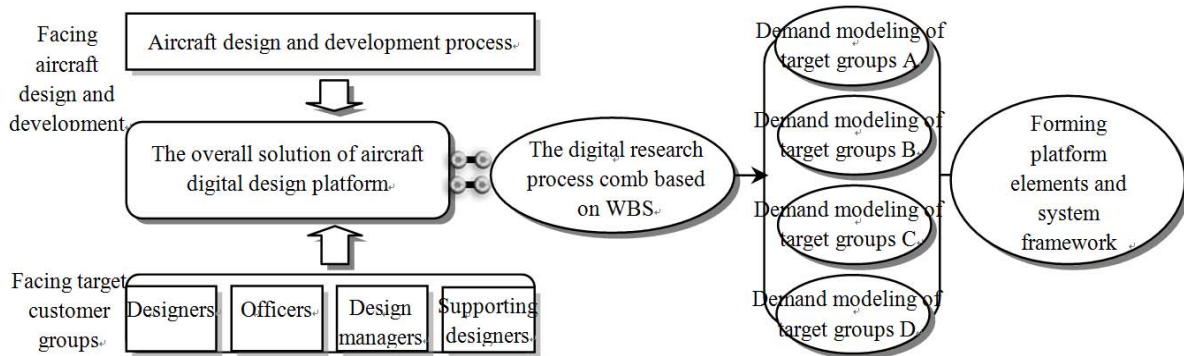 Facing
aircraft
design and
development
Aircraft design and development process
The overall solution of aircraft
digital design platform
Facing target
customer
groups
Designers
Officers
Design
managers
Supporting
designers
The digital research
process comb based
on WBS
Demand modeling of
target groups A
Demand modeling of
target groups B
Demand modeling of
target groups C
Demand modeling of
target groups D
Forming
platform
elements and
system
framework